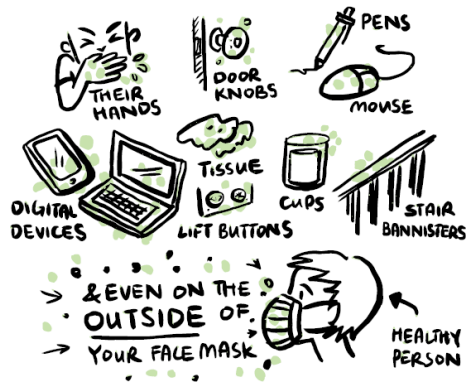 THEIR
HANDS
DOOR
KNOBS
PENS
MOUSE
DIGITAL
DEVICES
TISSUE
LIFT BUTTONS
CUPS
STAIR
BANNISTERS
& EVEN ON THE
OUTSIDE OF
YOUR FACE MASK
HEALTHY
PERSON